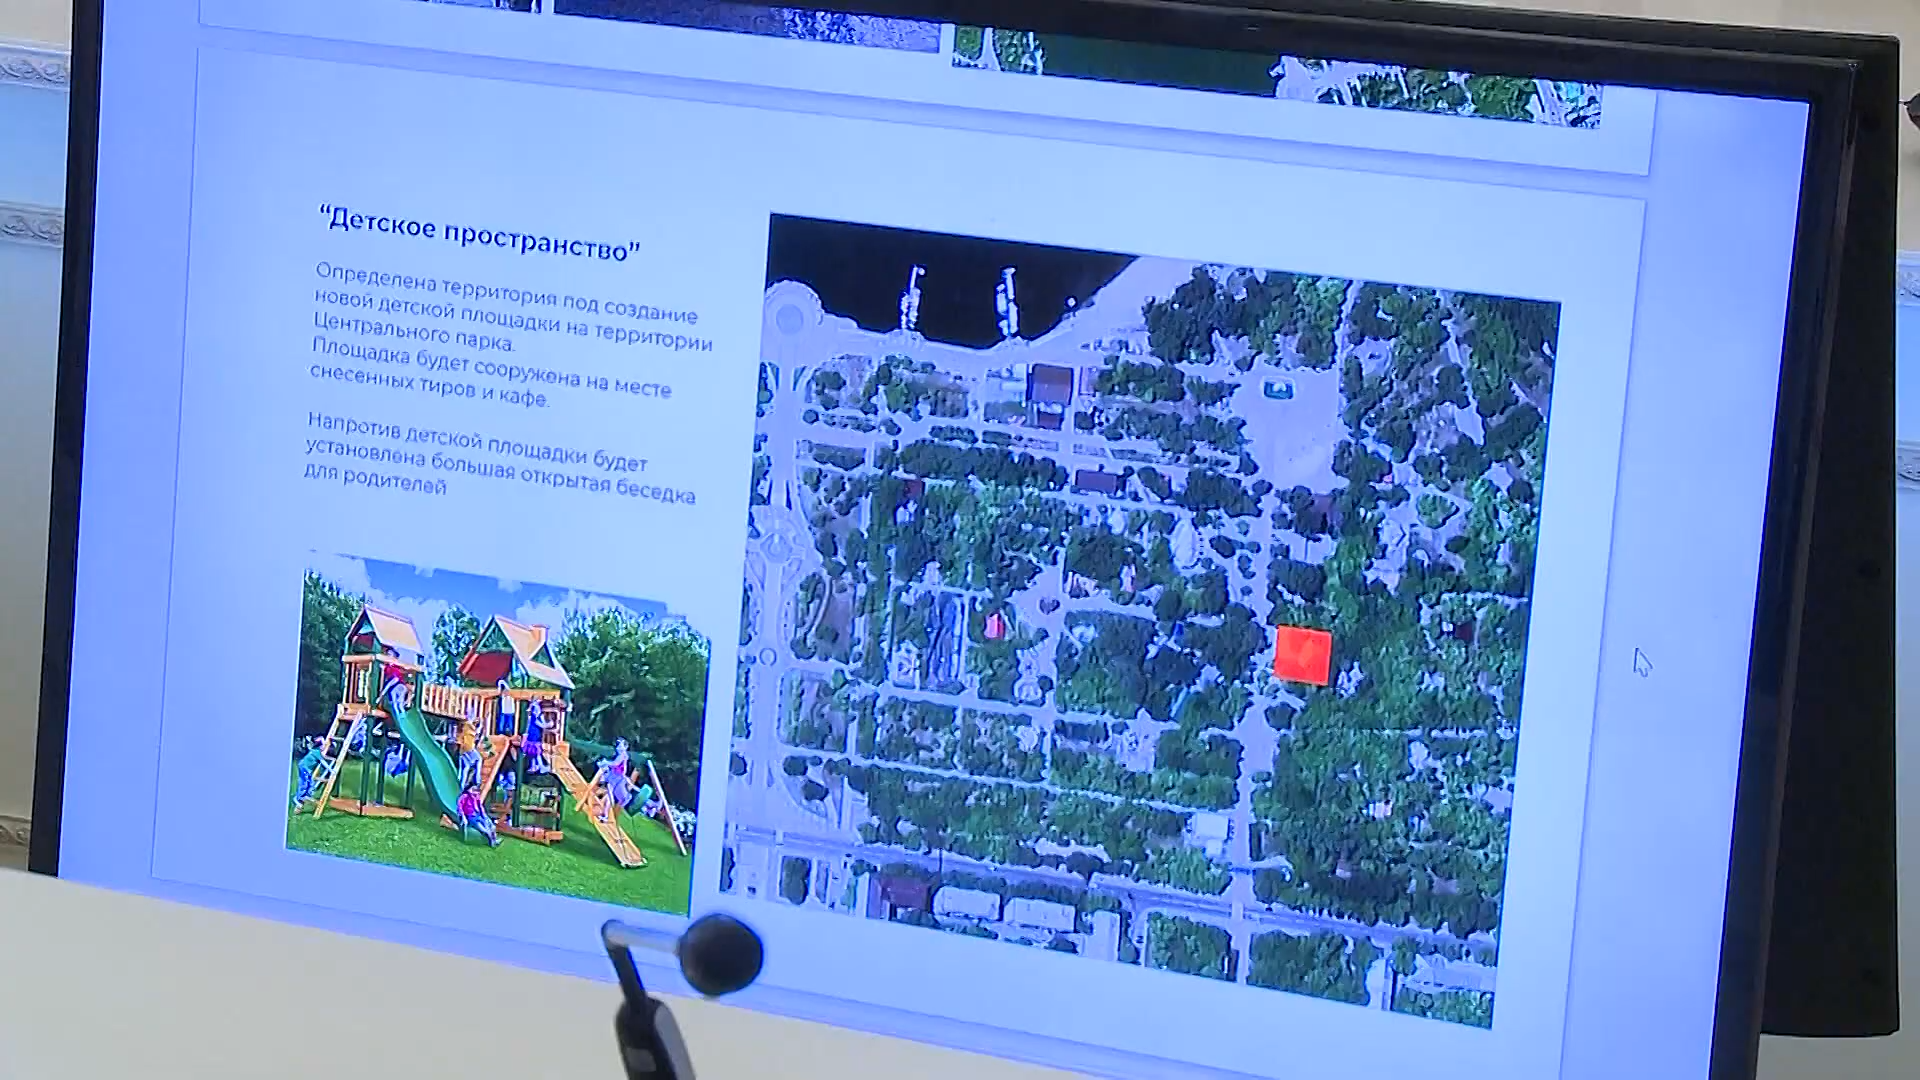 “Детское пространство”
Определена территория под создание
новой детской площадки на территории
Центрального парка.
Площадка будет сооружена на месте
снесенных тиров и кафе.
Напротив детской площадки будет
установлена большая открытая беседка
для родителей